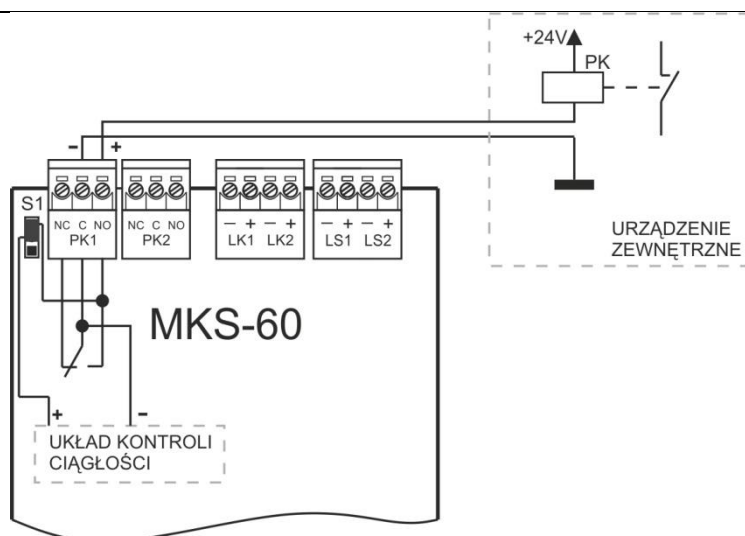 +24V
PK
- +
S1
NC C NO
PK1
NC C NO
PK2
- + - +
LK1 LK2
- + - +
LS1 LS2
URZĄDZENIE
ZEWNĘTRZNE
MKS-60
+ -
UKŁAD KONTROLI
CIĄGŁOŚCI